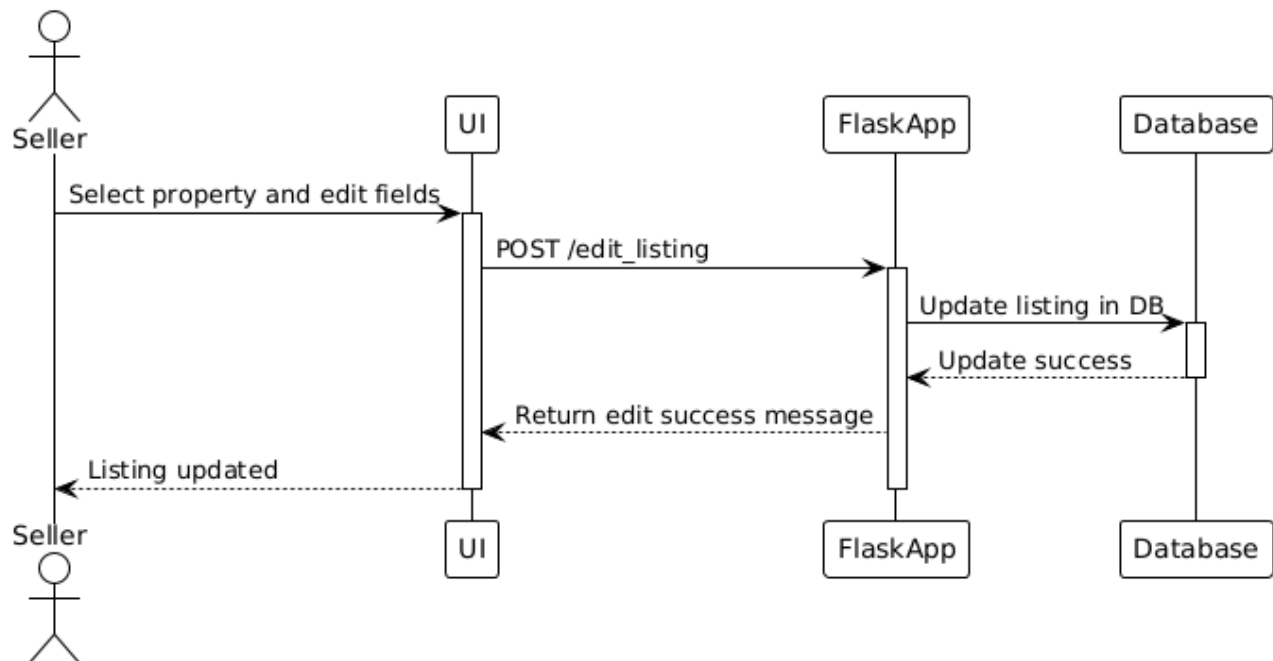 Seller
UI
FlaskApp
Database
Select property and edit fields
POST /edit_listing
Update listing in DB
Update success
Return edit success message
Listing updated
Seller
UI
FlaskApp
Database